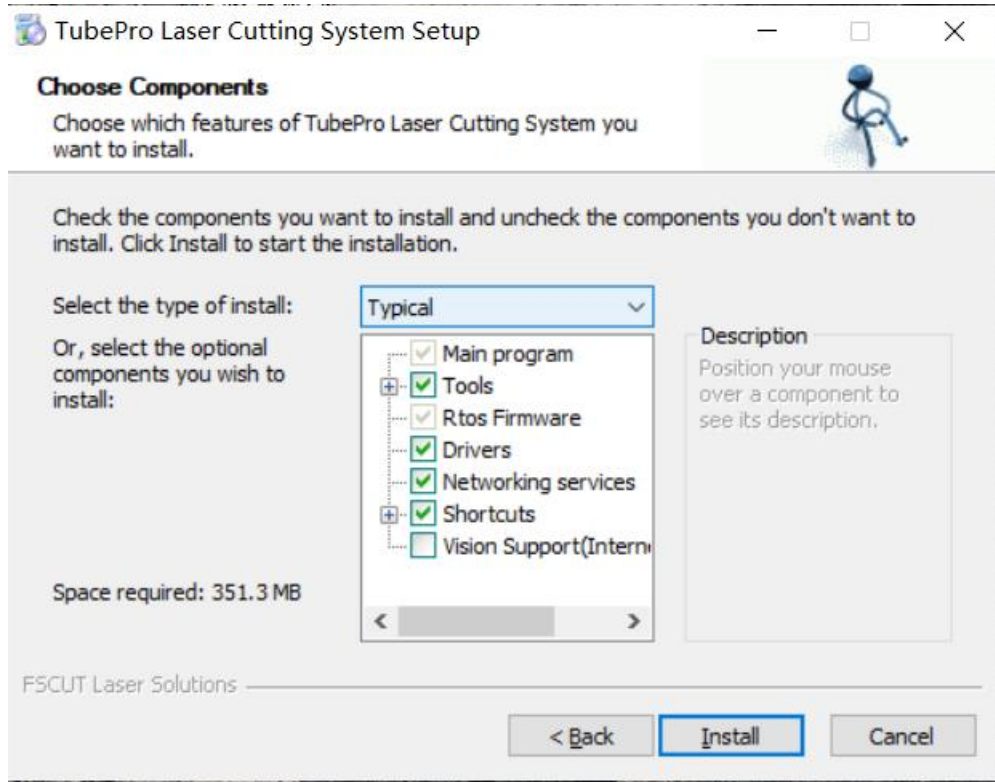 TubePro Laser Cutting System Setup
Choose Components
Choose which features of TubePro Laser Cutting System you
want to install.
Check the components you want to install and uncheck the components you don't want to
install. Click Install to start the installation.
Select the type of install:
Typical
Or, select the optional
components you wish to
install:
Main program
Tools
Rtos Firmware
Drivers
Networking services
Shortcuts
Vision Support(Intern
Description
Position your mouse
over a component to
see its description.
Space required: 351.3 MB
FSCUT Laser Solutions
< Back
Install
Cancel